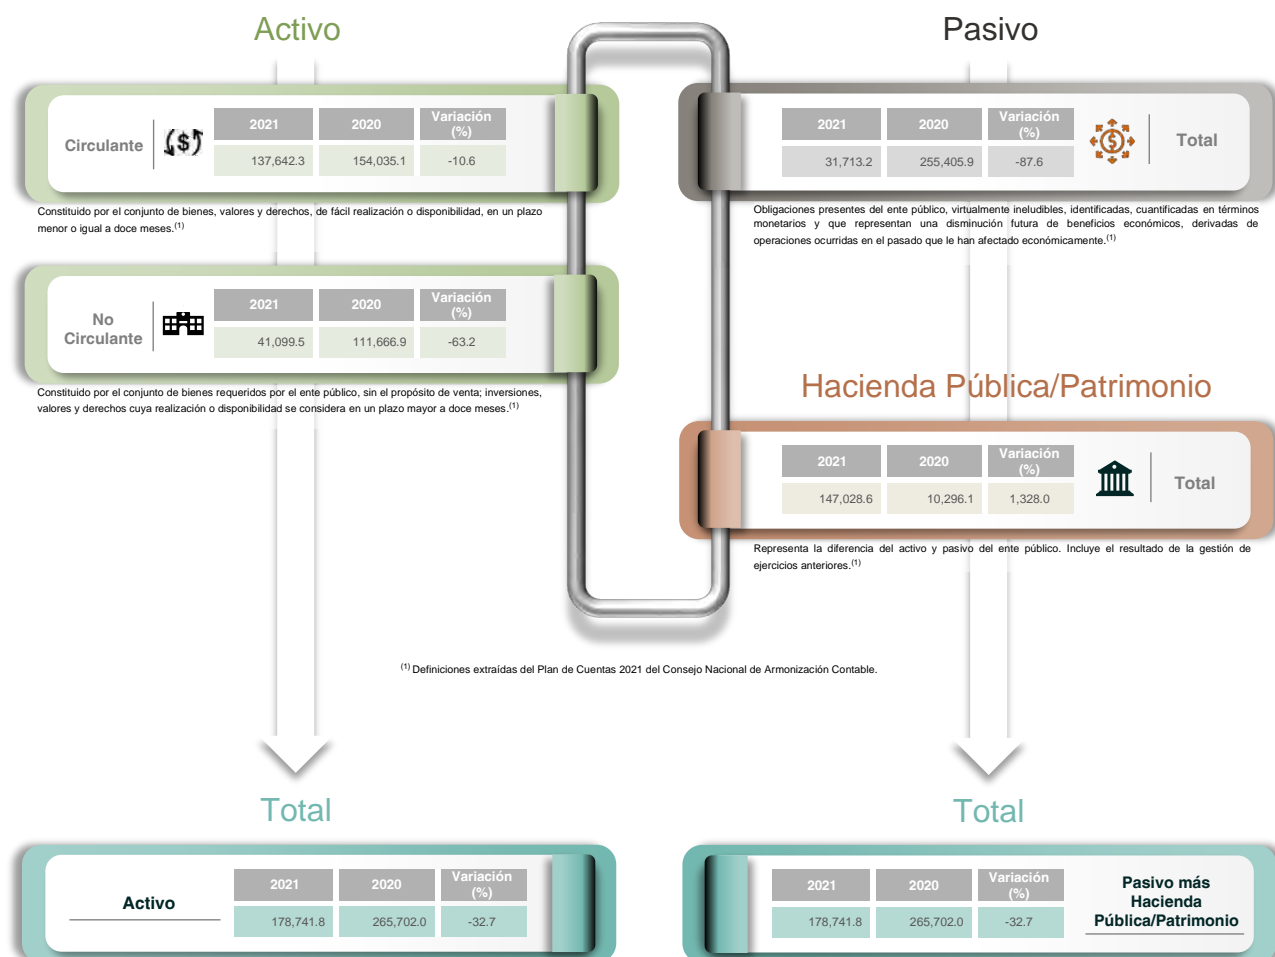 Activo
Circulante
2021 2020 Variación (%)
137,642.3 154,035.1 -10.6
Constituido por el conjunto de bienes, valores y derechos, de fácil realización o disponibilidad, en un plazo
menor o igual a doce meses.(1)
No
Circulante
2021 2020 Variación (%)
41,099.5 111,666.9 -63.2
Constituido por el conjunto de bienes requeridos por el ente público, sin el propósito de venta; inversiones,
valores y derechos cuya realización o disponibilidad se considera en un plazo mayor a doce meses.(1)
Pasivo
2021 2020 Variación (%)
31,713.2 255,405.9 -87.6
Total
Obligaciones presentes del ente público, virtualmente ineludibles, identificadas, cuantificadas en términos
monetarios y que representan una disminución futura de beneficios económicos, derivadas de
operaciones ocurridas en el pasado que le han afectado económicamente.(1)
Hacienda Pública/Patrimonio
2021 2020 Variación (%)
147,028.6 10,296.1 1,328.0
Total
Representa la diferencia del activo y pasivo del ente público. Incluye el resultado de la gestión de
ejercicios anteriores.(1)
(1) Definiciones extraídas del Plan de Cuentas 2021 del Consejo Nacional de Armonización Contable.
Total
Activo
2021 2020 Variación (%)
178,741.8 265,702.0 -32.7
Total
2021 2020 Variación (%)
178,741.8 265,702.0 -32.7
Pasivo más
Hacienda
Pública/Patrimonio